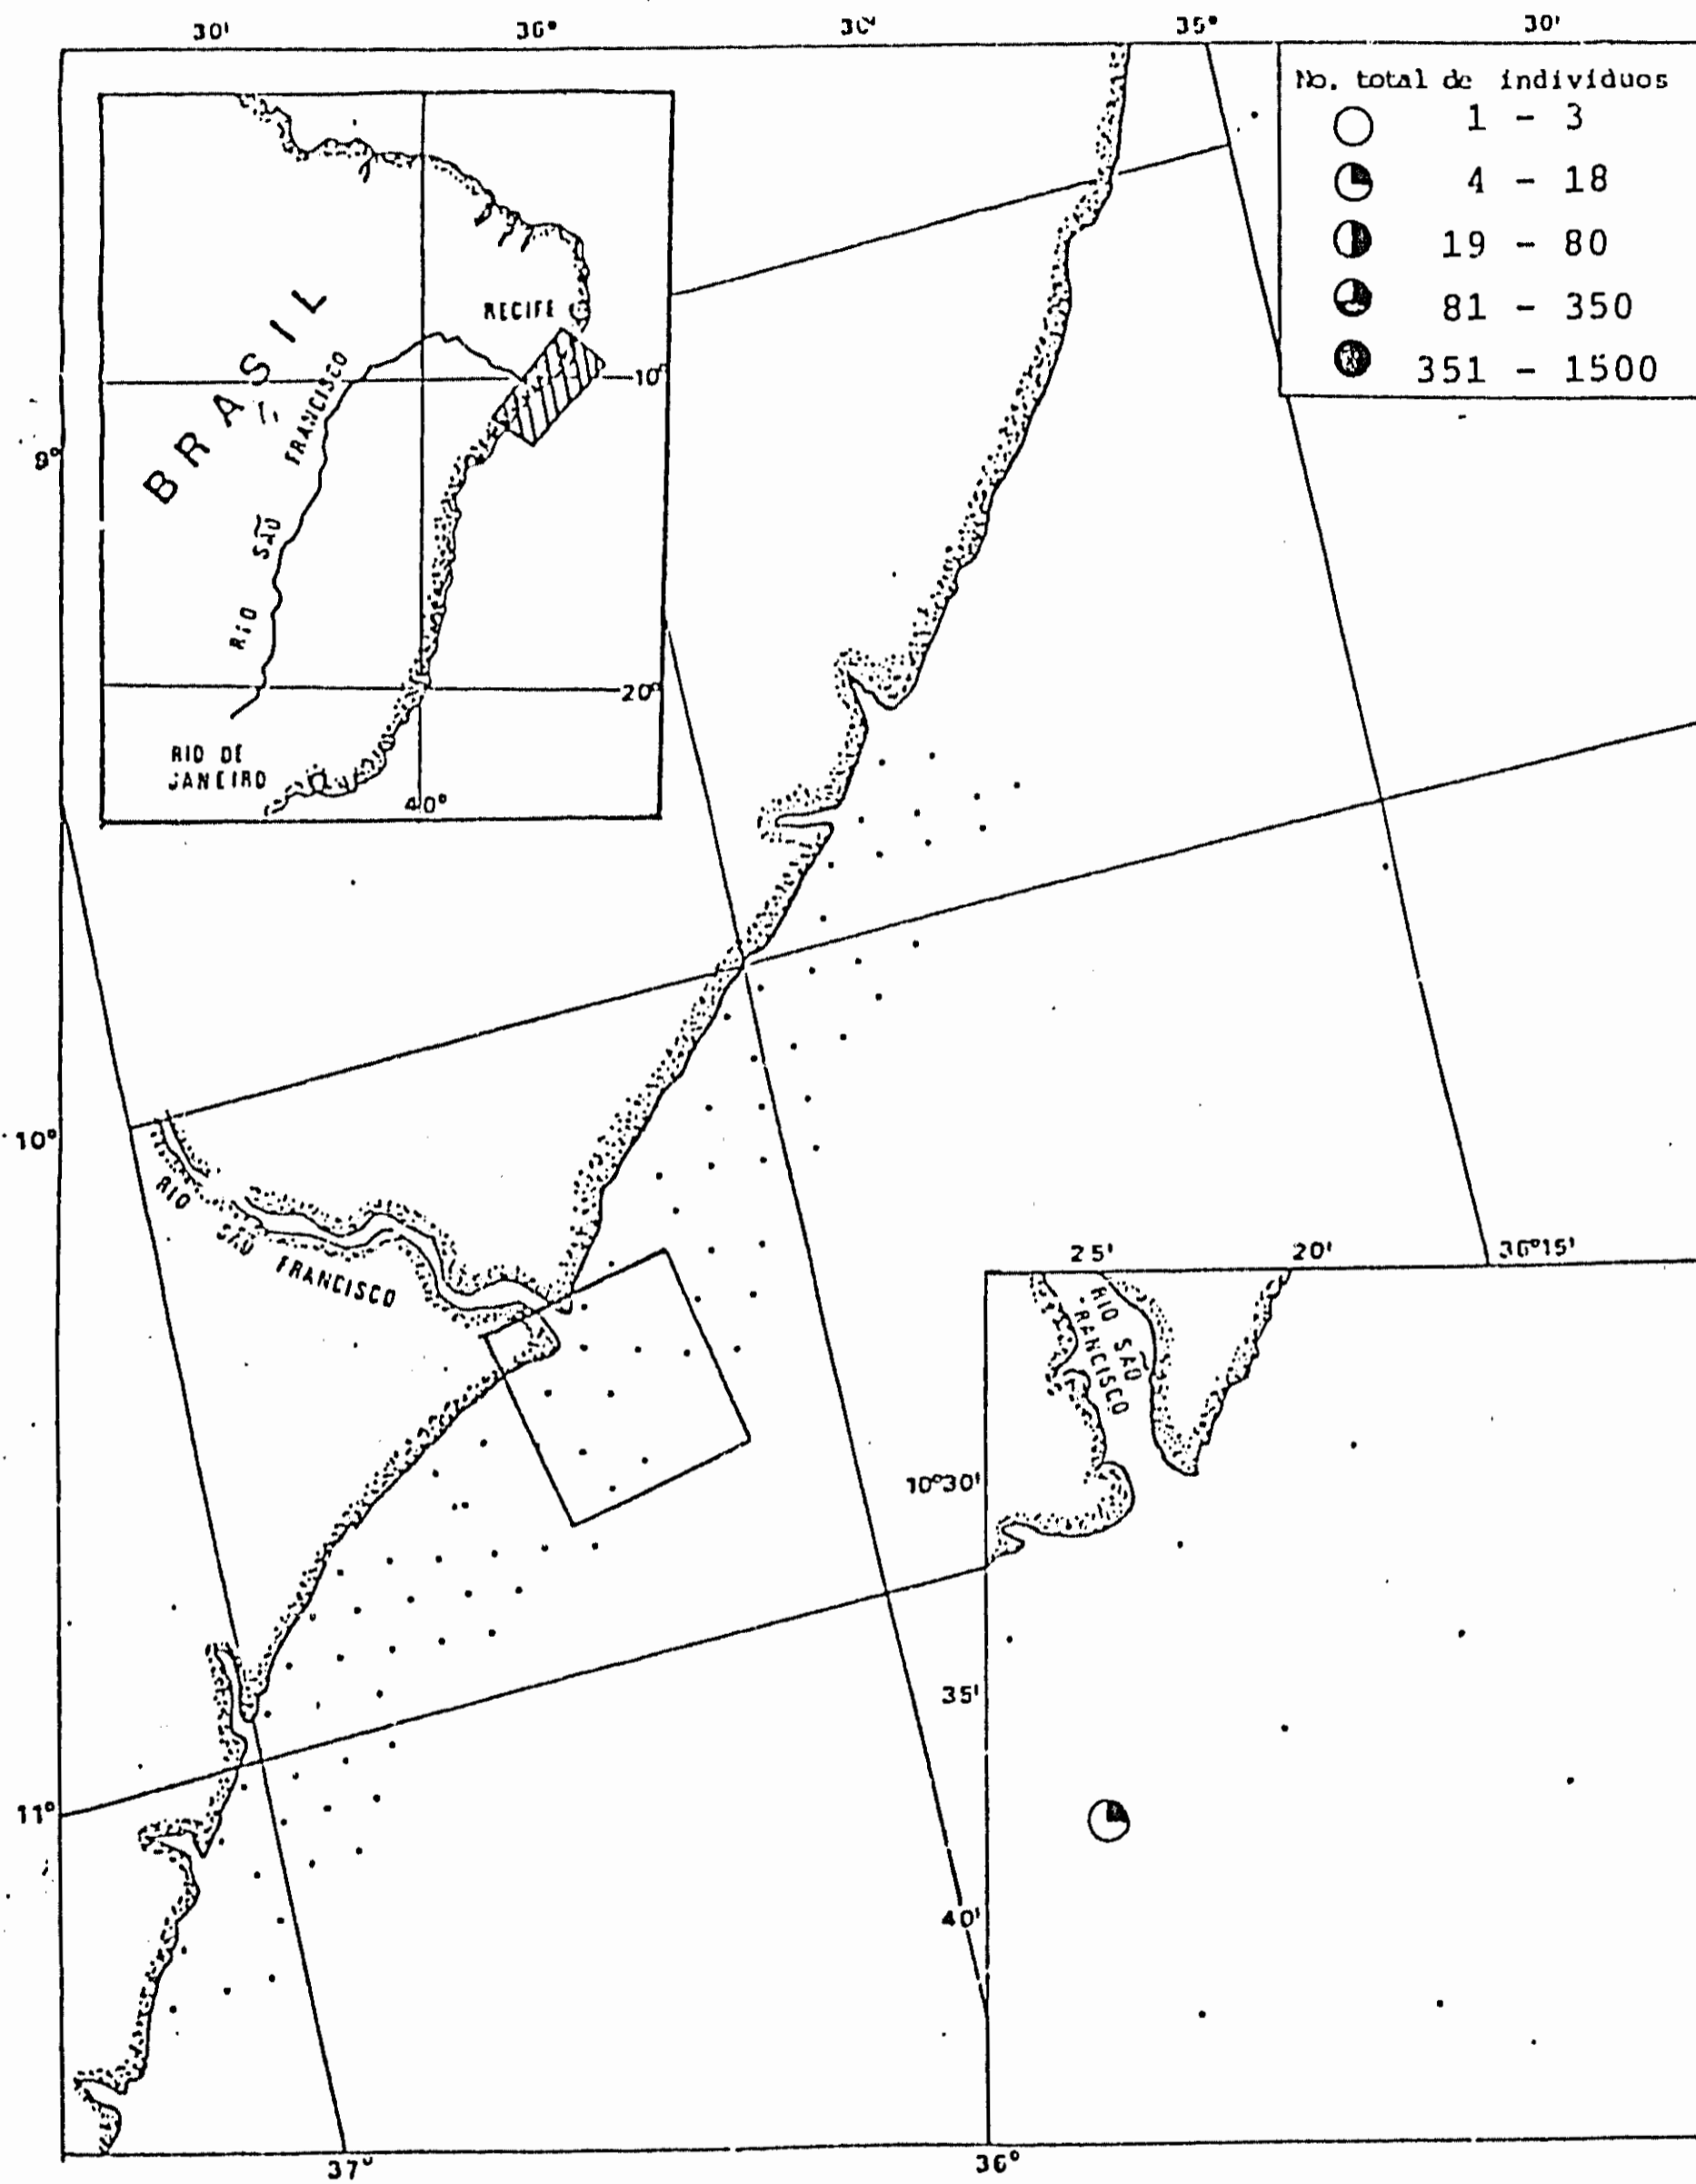 30' 36° 30' 35° 30'
No. total de indivíduos
1 - 3
4 - 18
19 - 80
81 - 350
351 - 1500
BRASIL
RECIFE
RIO SÃO FRANCISCO
10°
20°
40°
RIO DE
JANEIRO
9°
10°
11°
RIO
SÃO
FRANCISCO
25' 20' 36°15'
RIO SÃO
RANCISCO
10°30'
35'
40'
37° 36°